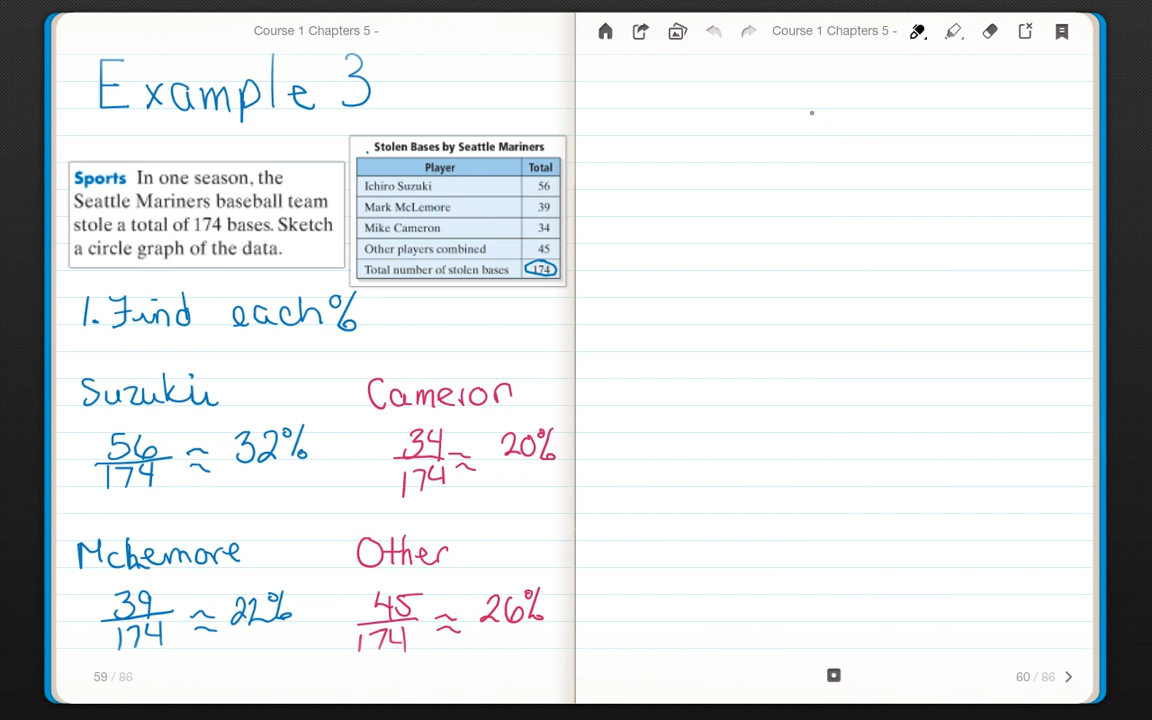 Course 1 Chapters 5 -
Example 3
Sports In one season, the
Seattle Mariners baseball team
stole a total of 174 bases. Sketch
a circle graph of the data.
Stolen Bases by Seattle Mariners
Player Total
Ichiro Suzuki 56
Mark McLemore 39
Mike Cameron 34
Other players combined 45
Total number of stolen bases 174
1. Find each %
Suzuki
56/174 ≈ 32%
Cameron
34/174 ≈ 20%
McLemore
39/174 ≈ 22%
Other
45/174 ≈ 26%
59 / 86
Course 1 Chapters 5 -
60 / 86